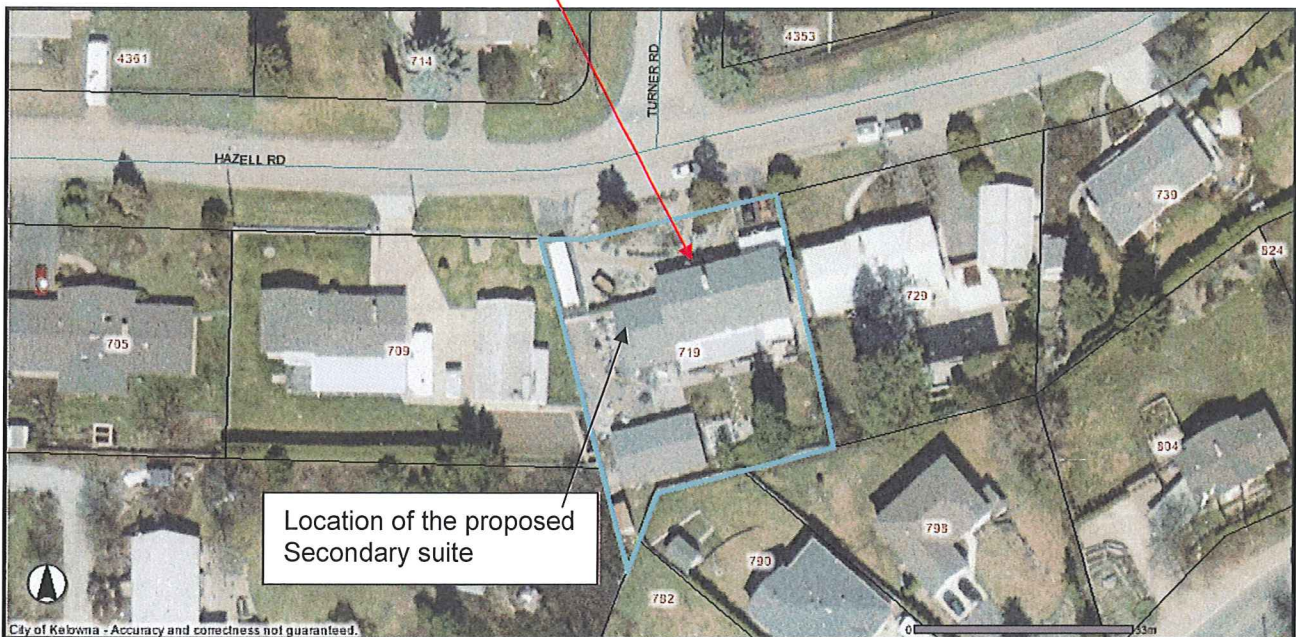 4361
714
TURNER RD
4353
HAZELL RD
739
824
705
709
719
729
804
Location of the proposed
Secondary suite
798
790
782
City of Kelowna - Accuracy and correctness not guaranteed.
0
33m